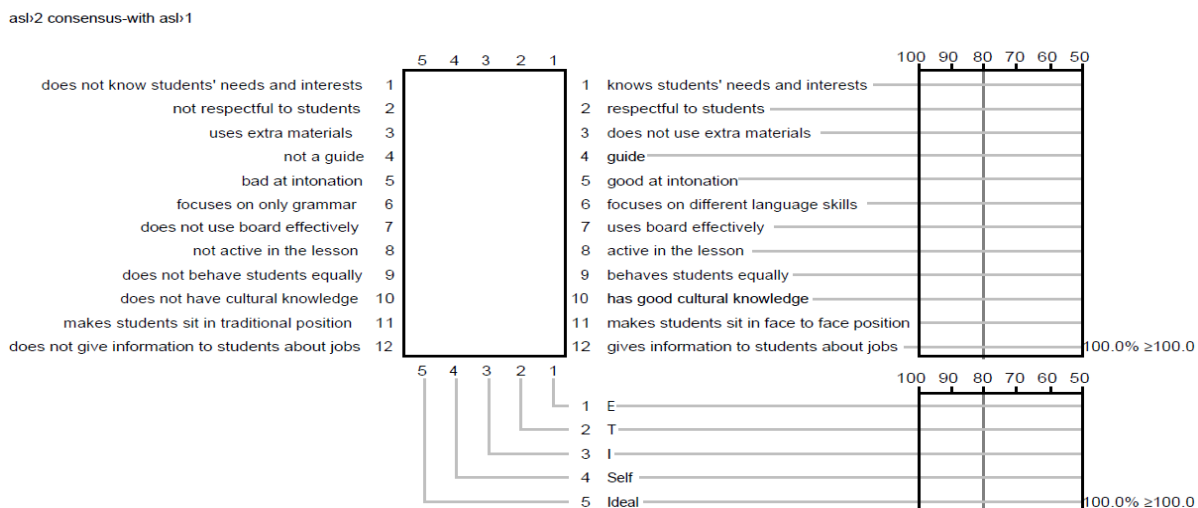 asl›2 consensus-with asl›1
5 4 3 2 1 100 90 80 70 60 50
does not know students' needs and interests 1 1 knows students' needs and interests
not respectful to students 2 2 respectful to students
uses extra materials 3 3 does not use extra materials
not a guide 4 4 guide
bad at intonation 5 5 good at intonation
focuses on only grammar 6 6 focuses on different language skills
does not use board effectively 7 7 uses board effectively
not active in the lesson 8 8 active in the lesson
does not behave students equally 9 9 behaves students equally
does not have cultural knowledge 10 10 has good cultural knowledge
makes students sit in traditional position 11 11 makes students sit in face to face position
does not give information to students about jobs 12 12 gives information to students about jobs 100.0% ≥100.0
5 4 3 2 1 100 90 80 70 60 50
1 E
2 T
3 I
4 Self
5 Ideal 100.0% ≥100.0